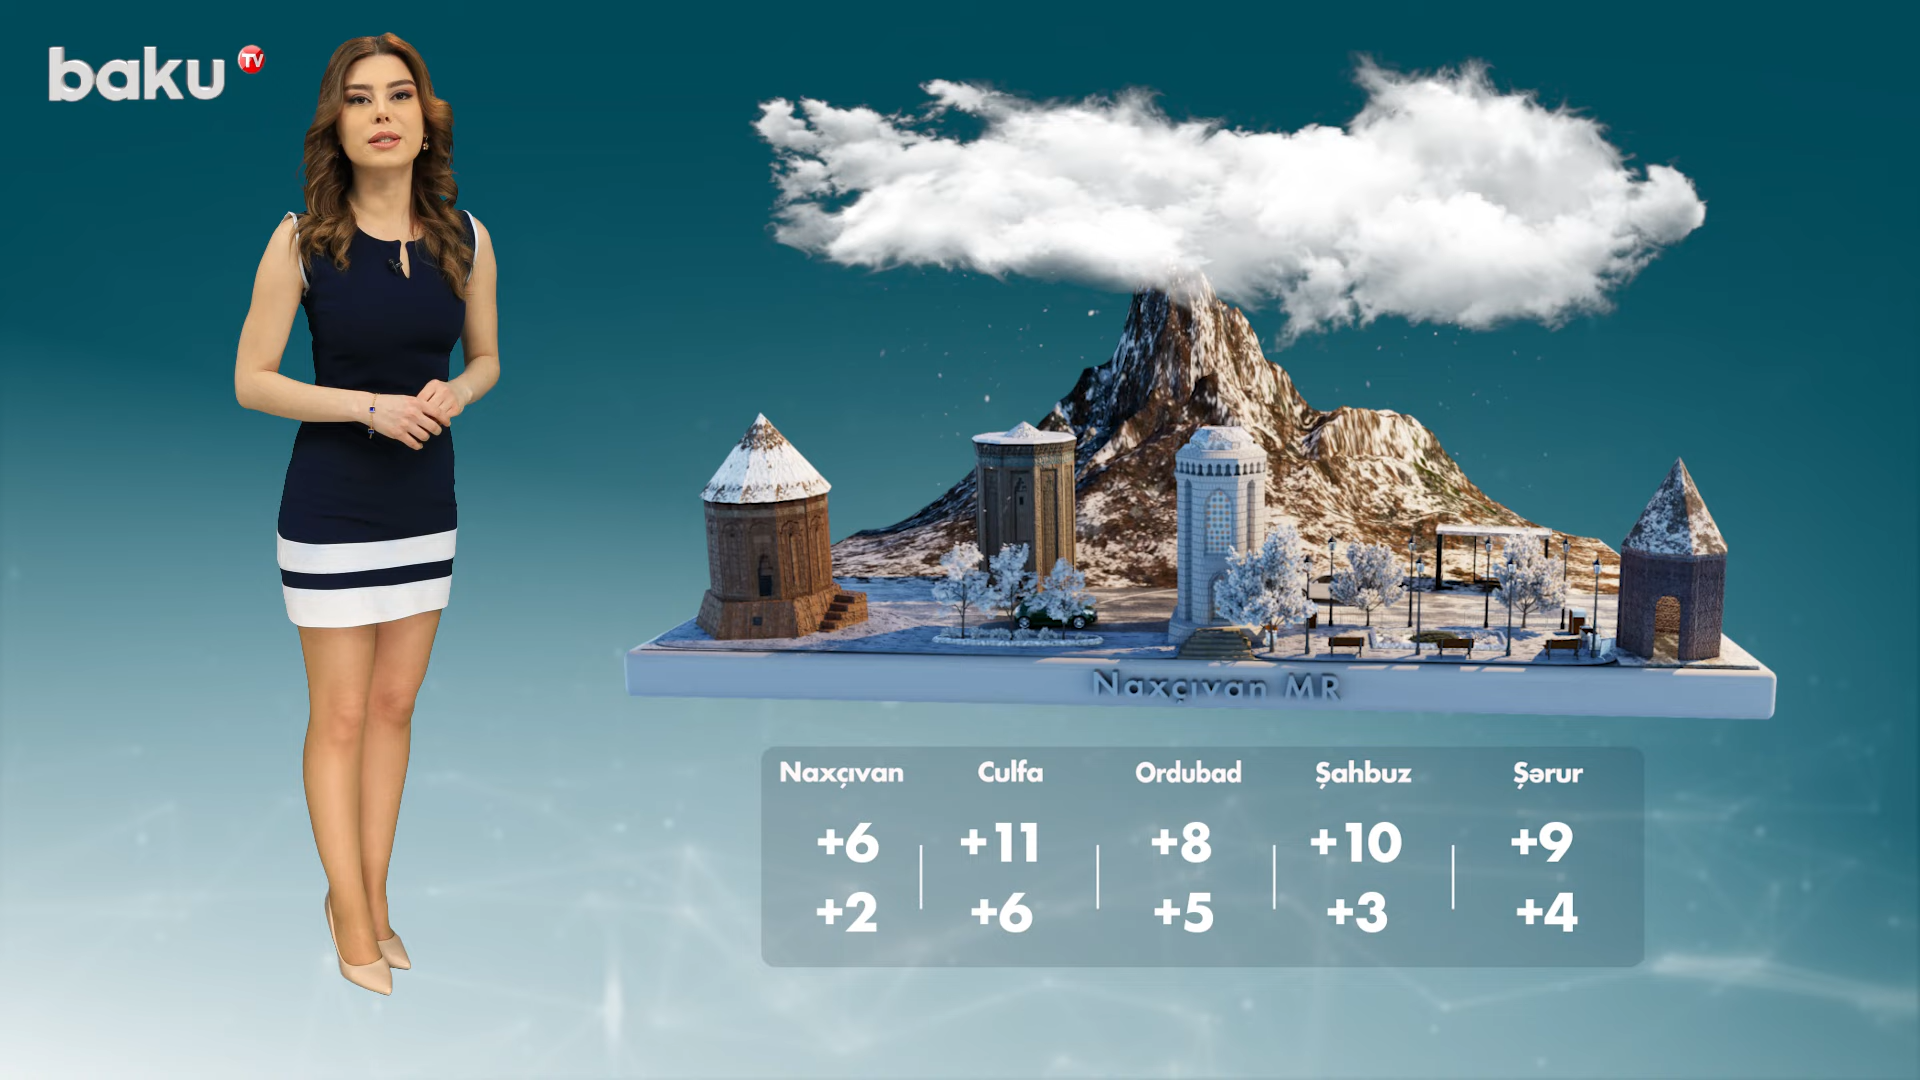 baku TV
Naxçıvan MR
Naxçıvan Culfa Ordubad Şahbuz Şərur
+6 +11 +8 +10 +9
+2 +6 +5 +3 +4